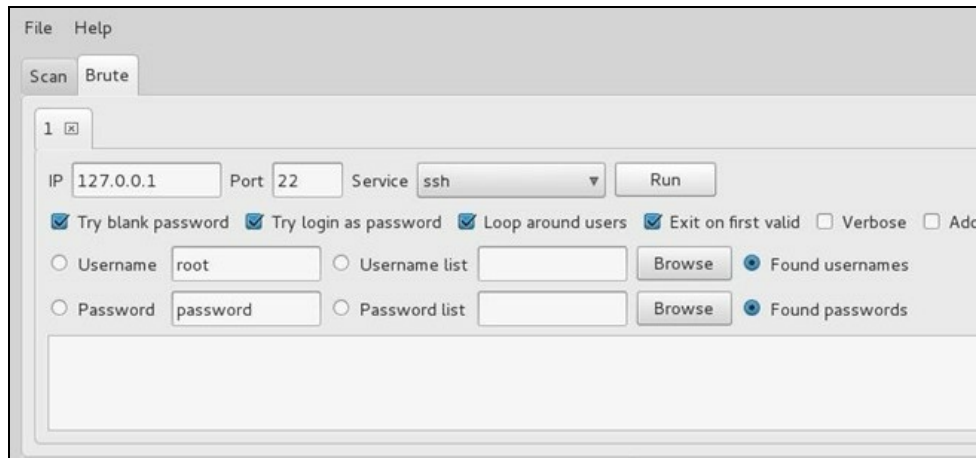 File Help
Scan Brute
1
IP 127.0.0.1 Port 22 Service ssh Run
Try blank password Try login as password Loop around users Exit on first valid Verbose
Username root Username list Browse Found usernames
Password password Password list Browse Found passwords